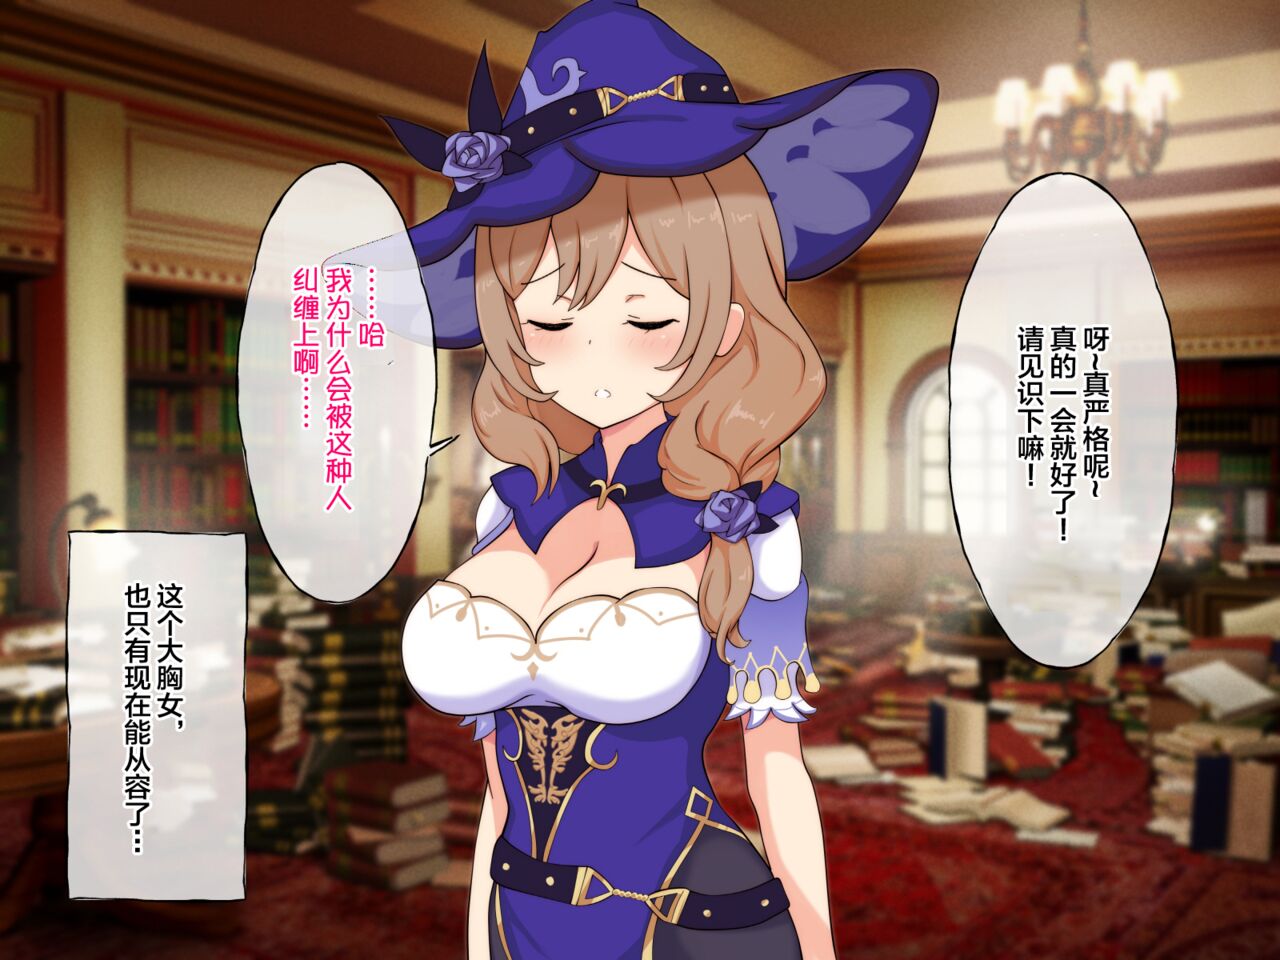 呀~真严格呢~
真的一会就好了！
请见识下嘛！
……哈
我为什么会被这种人
纠缠上啊……
这个大胸女，
也只有现在能从容了…